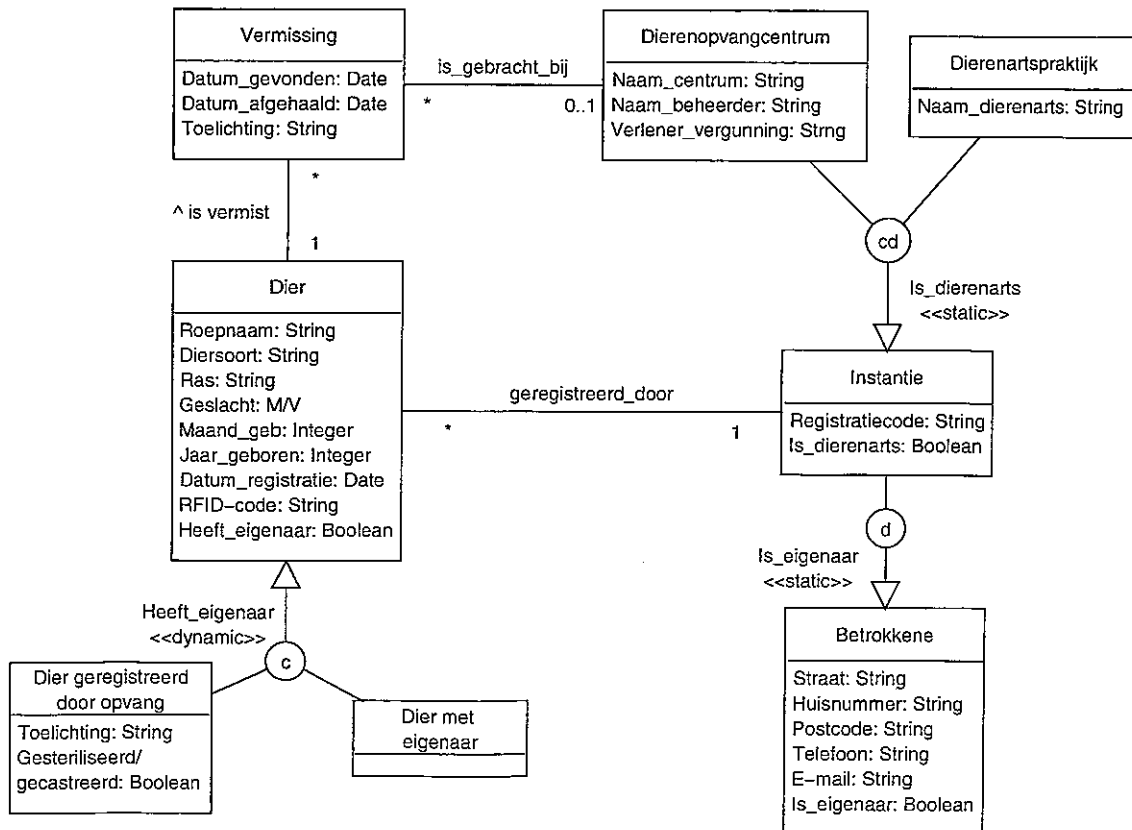 Vermissing
Datum_gevonden: Date
Datum_afgehaald: Date
Toelichting: String
is_gebracht_bij
*
0..1
Dierenopvangcentrum
Naam_centrum: String
Naam_beheerder: String
Verlener_vergunning: Strng
Dierenartspraktijk
Naam_dierenarts: String
*
^ is vermist
1
cd
Is_dierenarts
<<static>>
Dier
Roepnaam: String
Diersoort: String
Ras: String
Geslacht: M/V
Maand_geb: Integer
Jaar_geboren: Integer
Datum_registratie: Date
RFID-code: String
Heeft_eigenaar: Boolean
geregistreerd_door
*
1
Instantie
Registratiecode: String
Is_dierenarts: Boolean
d
Is_eigenaar
<<static>>
Heeft_eigenaar
<<dynamic>>
c
Dier geregistreerd
door opvang
Toelichting: String
Gesteriliseerd/
gecastreerd: Boolean
Dier met
eigenaar
Betrokkene
Straat: String
Huisnummer: String
Postcode: String
Telefoon: String
E-mail: String
Is_eigenaar: Boolean